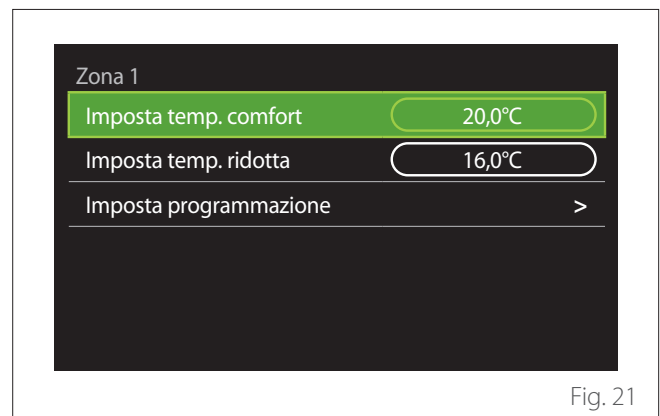 Zona 1
Imposta temp. comfort 20,0°C
Imposta temp. ridotta 16,0°C
Imposta programmazione >
Fig. 21